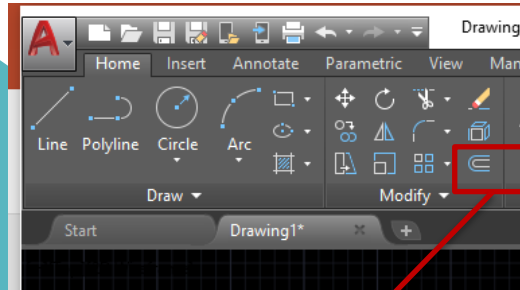 Drawing
Home Insert Annotate Parametric View Man
Line Polyline Circle Arc
Draw Modify
Start Drawing1*